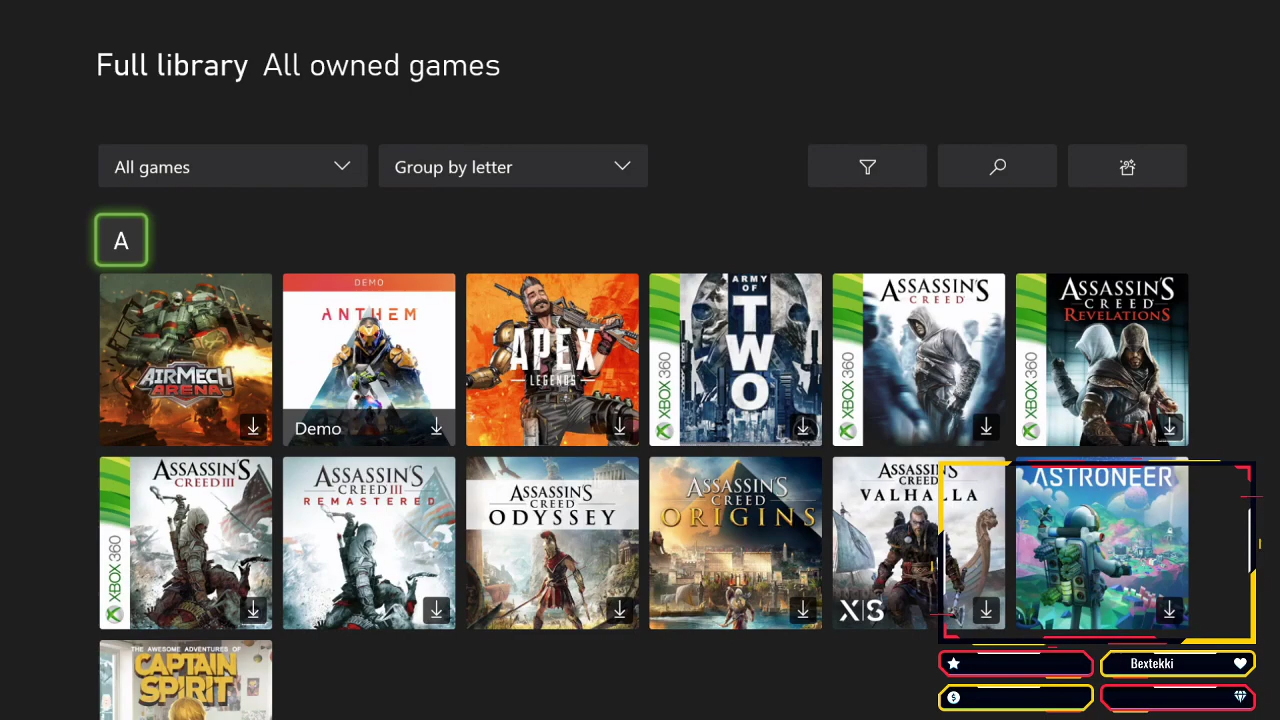 Full library All owned games
All games
Group by letter
A
AIRMECH
ARENA
DEMO
ANTHEM
Demo
APEX
LEGENDS
XBOX 360
ARMY
OF
TWO
XBOX 360
ASSASSIN'S
CREED
XBOX 360
ASSASSIN'S
CREED
REVELATIONS
XBOX 360
ASSASSIN'S
CREED III
ASSASSIN'S
CREED III
REMASTERED
ASSASSIN'S
CREED
ODYSSEY
ASSASSIN'S
CREED
ORIGINS
ASSASSIN'S
CREED
VALHALLA
X|S
ASTRONEER
THE AWESOME ADVENTURES OF
CAPTAIN
SPIRIT
Bextekki